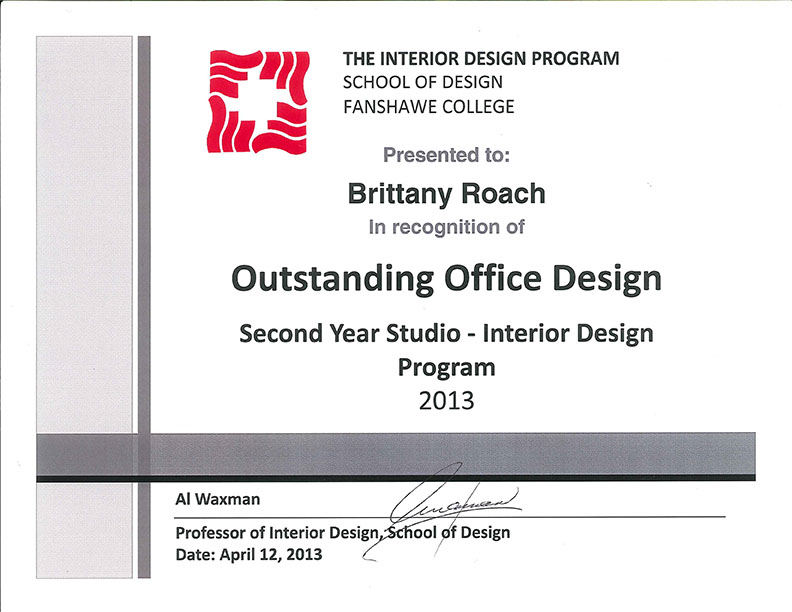 THE INTERIOR DESIGN PROGRAM
SCHOOL OF DESIGN
FANSHAWE COLLEGE
Presented to:
Brittany Roach
In recognition of
Outstanding Office Design
Second Year Studio - Interior Design
Program
2013
Al Waxman
Professor of Interior Design, School of Design
Date: April 12, 2013